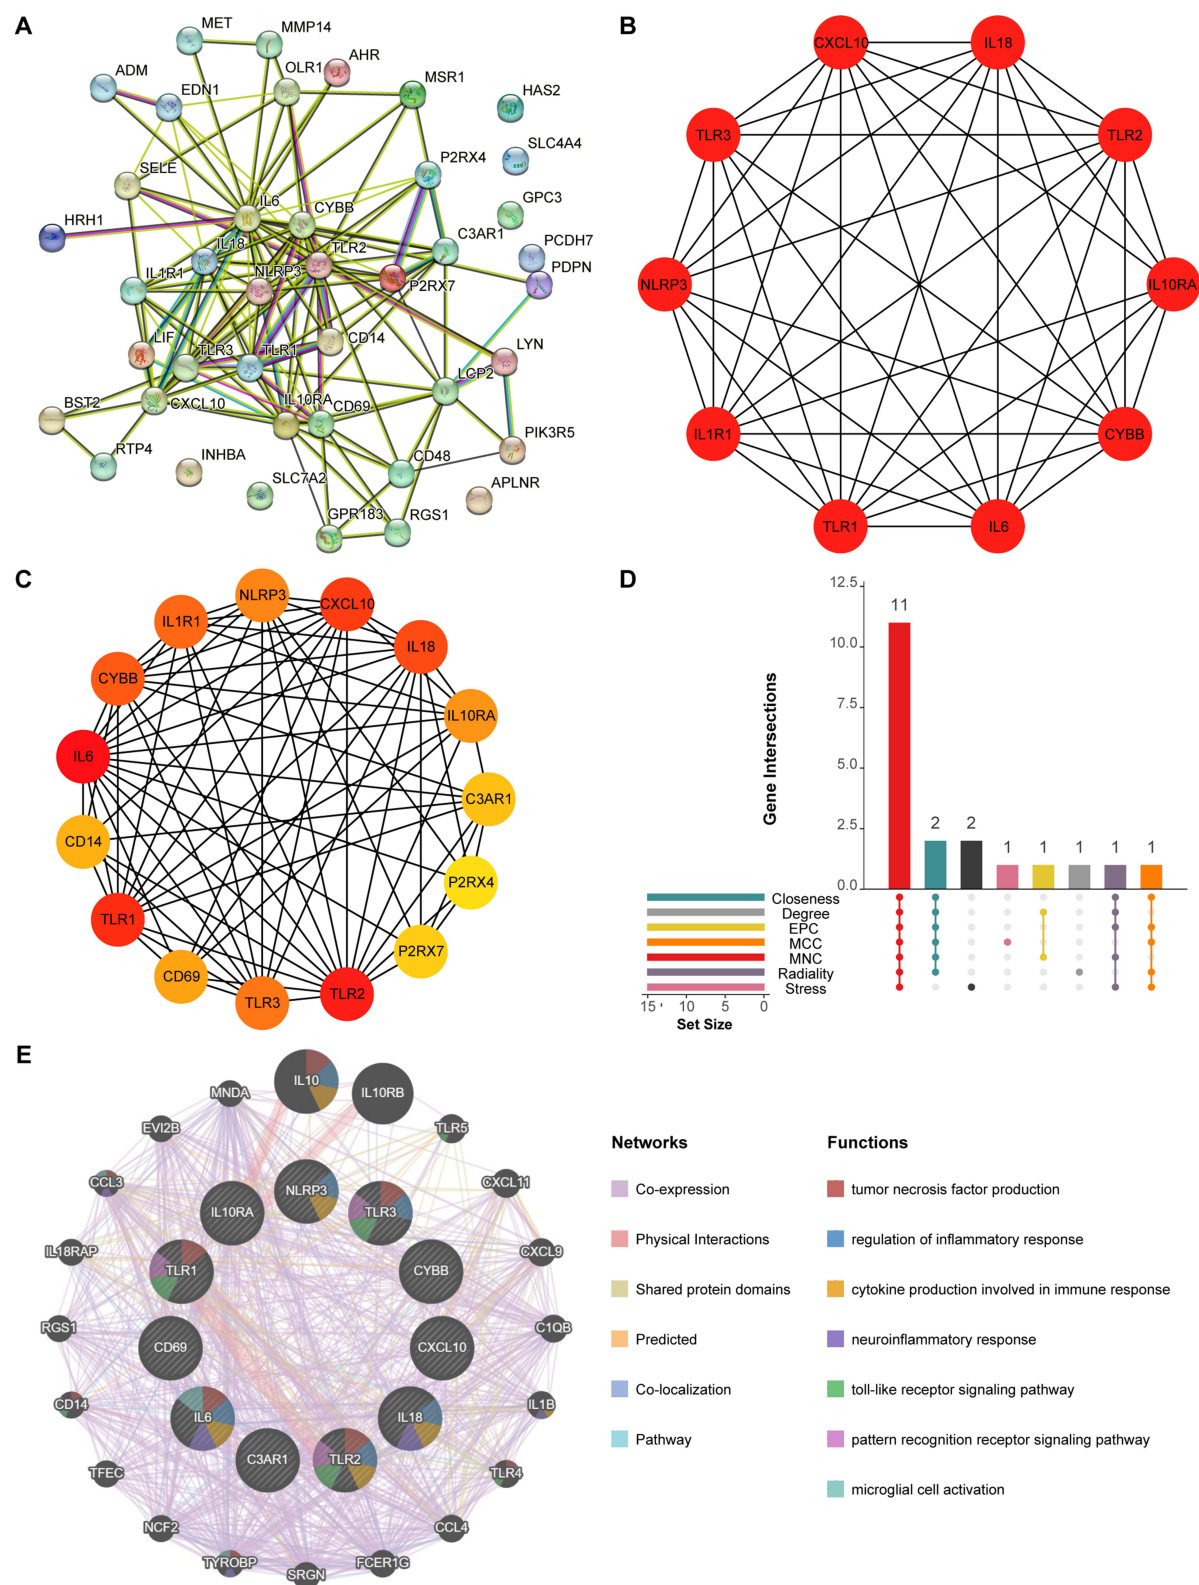 A
MET
MMP14
AHR
OLR1
ADM
EDN1
MSR1
HAS2
SLC4A4
SELE
P2RX4
IL6
CYBB
GPC3
HRH1
IL18
TLR2
C3AR1
PCDH7
IL1R1
NLRP3
P2RX7
PDPN
LIF
TLR3
TLR1
CD14
LYN
LCP2
BST2
CXCL10
IL10RA
CD69
RTP4
INHBA
CD48
PIK3R5
SLC7A2
APLNR
GPR183
RGS1
B
CXCL10
IL18
TLR3
TLR2
NLRP3
IL10RA
IL1R1
CYBB
TLR1
IL6
C
NLRP3
CXCL10
IL1R1
IL18
CYBB
IL10RA
IL6
C3AR1
CD14
P2RX4
TLR1
P2RX7
CD69
TLR3
TLR2
D
Gene Intersections
12.5
10.0
7.5
5.0
2.5
0.0
11
2
2
1
1
1
1
1
Closeness
Degree
EPC
MCC
MNC
Radiality
Stress
15
10
5
0
Set Size
E
IL10
IL10RB
MNDA
EVI2B
TLR5
CCL3
CXCL11
NLRP3
IL10RA
TLR3
IL18RAP
CXCL9
TLR1
CYBB
RGS1
C1QB
CD69
CXCL10
CD14
IL1B
IL6
IL18
C3AR1
TLR2
TFEC
TLR4
NCF2
CCL4
TYROBP
SRGN
FCER1G
Networks
Co-expression
Physical Interactions
Shared protein domains
Predicted
Co-localization
Pathway
Functions
tumor necrosis factor production
regulation of inflammatory response
cytokine production involved in immune response
neuroinflammatory response
toll-like receptor signaling pathway
pattern recognition receptor signaling pathway
microglial cell activation